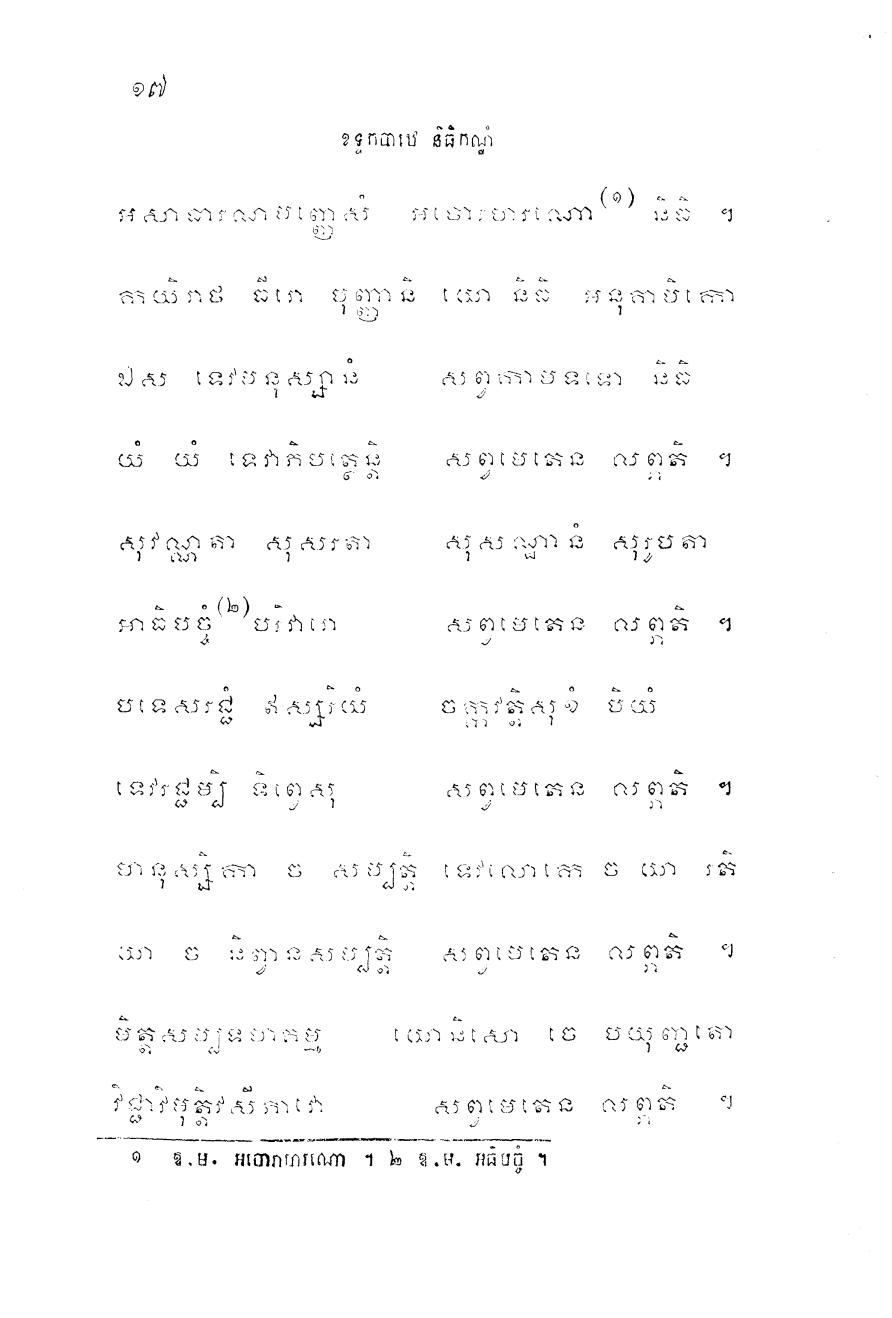 ១៧
ខុទ្ទកបាឋេ និធិកណ្ឌំ
អសាធារណមញ្ញេសំ អចោរហរណោ(១) និធិ ។
កយិរាថ ធីរោ បុញ្ញានិ យោ និធិ អនុគាមិកោ
ឯស ទេវមនុស្សានំ សព្វកាមទទោ និធិ
យំ យំ ទេវាភិបត្ថេន្តិ សព្វមេតេន លព្ភតិ ។
សុវណ្ណតា សុសរតា សុសណ្ឋានំ សុរូបតា
អាធិបច្ចំ(២) បរិវារោ សព្វមេតេន លព្ភតិ ។
បទេសរជ្ជំ ឥស្សរិយំ ចក្កវត្តិសុខំ បិយំ
ទេវរជ្ជម្បិ ទិព្វេសុ សព្វមេតេន លព្ភតិ ។
មានុស្សិកា ច សម្បត្តិ ទេវលោកេ ច យា រតិ
យា ច និព្វានសម្បត្តិ សព្វមេតេន លព្ភតិ ។
មិត្តសម្បទមាគម្ម យោនិសោ ចេ បយុញ្ជតោ
វិជ្ជាវិមុត្តិវសីភាវោ សព្វមេតេន លព្ភតិ ។
១ ឱ.ម. អចោរាហរណោ ។ ២ ឱ.ម. អធិបច្ចំ ។